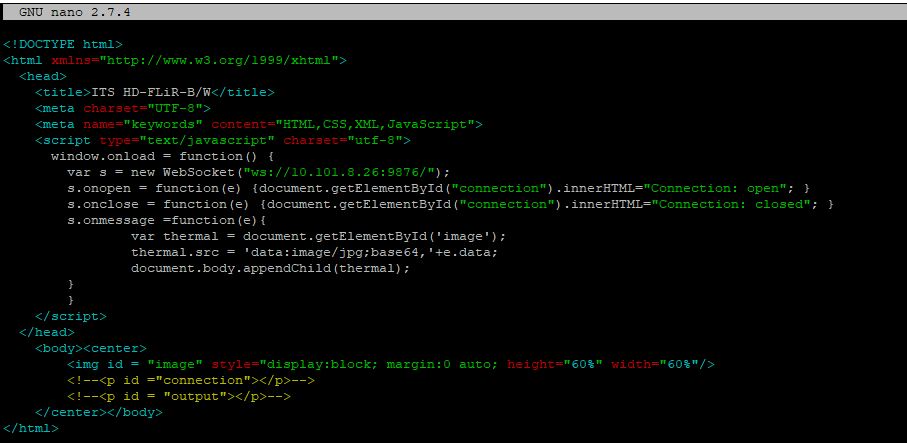 GNU nano 2.7.4
<!DOCTYPE html>
<html xmlns="http://www.w3.org/1999/xhtml">
<head>
<title>ITS HD-FLiR-B/W</title>
<meta charset="UTF-8">
<meta name="keywords" content="HTML,CSS,XML,JavaScript">
<script type="text/javascript" charset="utf-8">
window.onload = function() {
var s = new WebSocket("ws://10.101.8.26:9876/");
s.onopen = function(e) {document.getElementById("connection").innerHTML="Connection: open"; }
s.onclose = function(e) {document.getElementById("connection").innerHTML="Connection: closed"; }
s.onmessage =function(e){
var thermal = document.getElementById('image');
thermal.src = 'data:image/jpg;base64,'+e.data;
document.body.appendChild(thermal);
}
}
</script>
</head>
<body><center>
<img id = "image" style="display:block; margin:0 auto; height="60%" width="60%"/>
<!--<p id ="connection"></p>-->
<!--<p id = "output"></p>-->
</center></body>
</html>